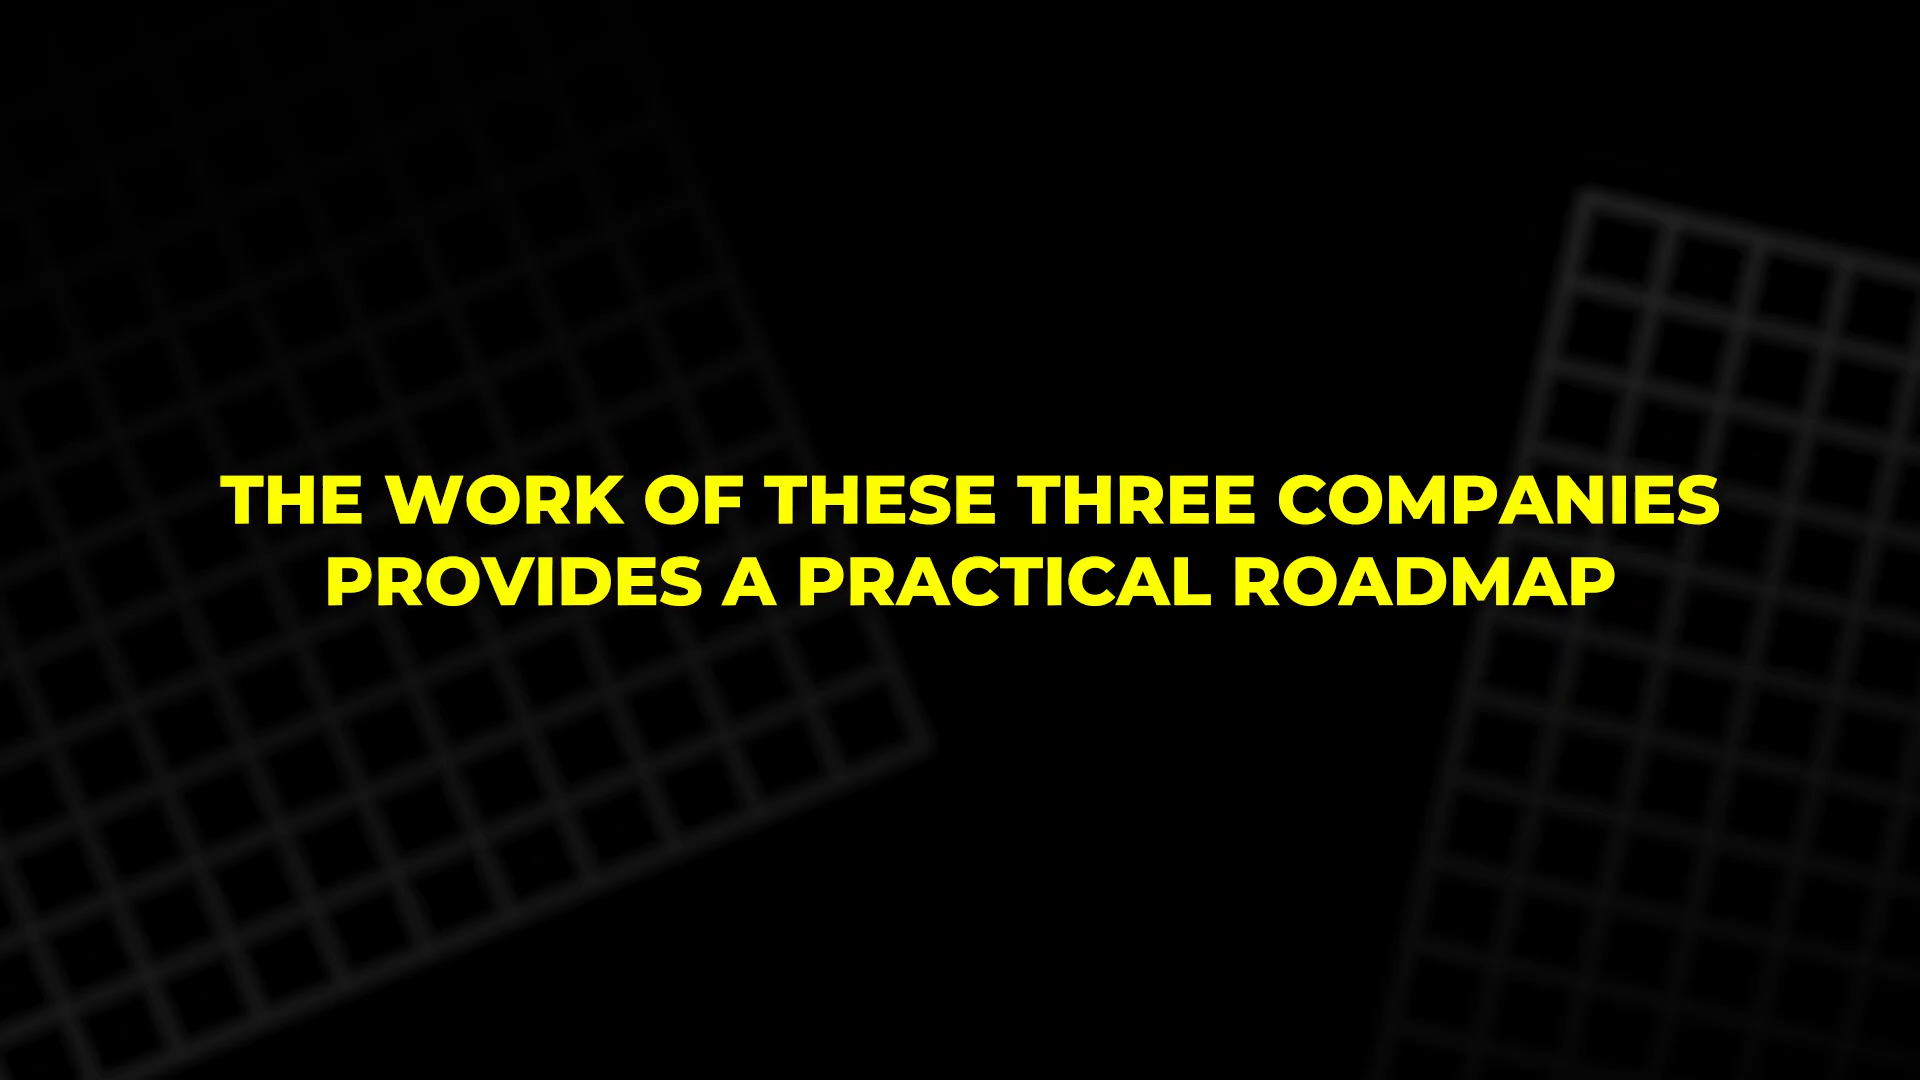 THE WORK OF THESE THREE COMPANIES
PROVIDES A PRACTICAL ROADMAP